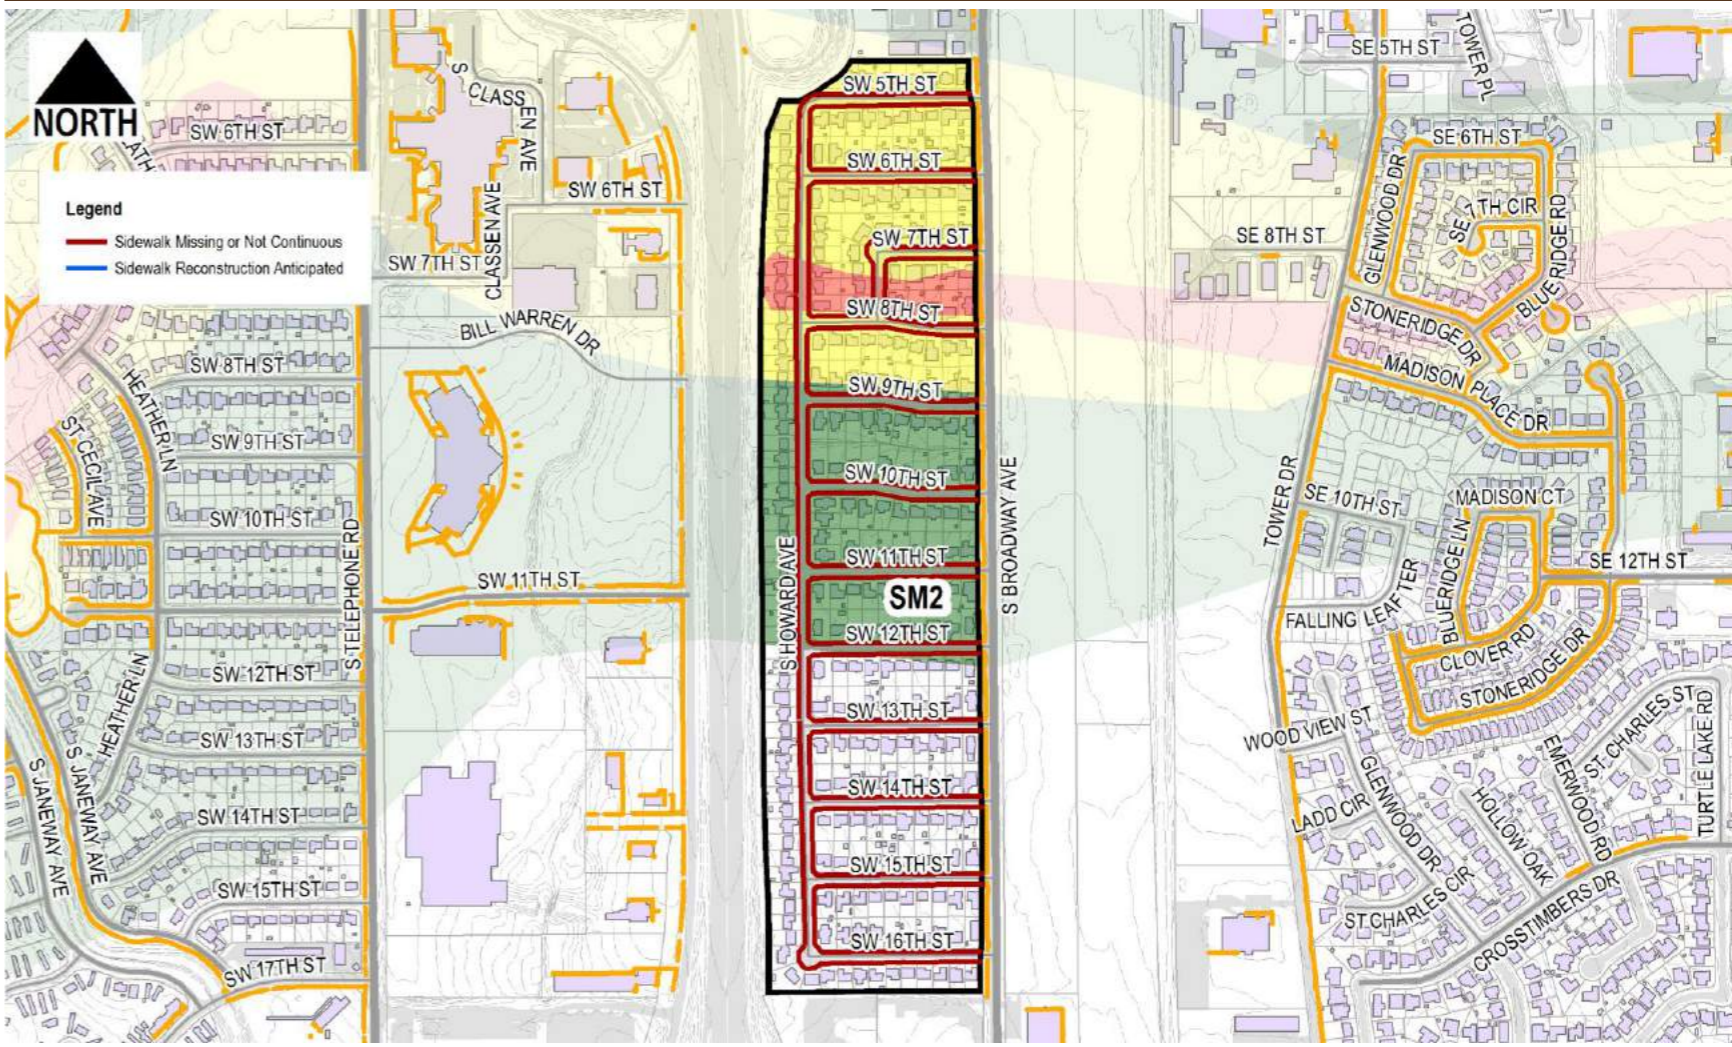 NORTH
Legend
Sidewalk Missing or Not Continuous
Sidewalk Reconstruction Anticipated
SW 6TH ST
S CLASS
EN AVE
CLASSEN AVE
SW 6TH ST
SW 7TH ST
BILL WARREN DR
SW 8TH ST
HEATHER LN
ST CECIL AVE
SW 9TH ST
SW 10TH ST
S TELEPHONE RD
SW 11TH ST
HEATHER LN
SW 12TH ST
SW 13TH ST
S JANEWAY AVE
S JANEWAY AVE
SW 14TH ST
SW 15TH ST
SW 17TH ST
SW 5TH ST
SW 6TH ST
SW 7TH ST
SW 8TH ST
SW 9TH ST
SW 10TH ST
SW 11TH ST
SM2
SW 12TH ST
S HOWARD AVE
SW 13TH ST
SW 14TH ST
SW 15TH ST
SW 16TH ST
S BROADWAY AVE
SE 5TH ST
TOWER PL
SE 6TH ST
GLENWOOD DR
SE 7TH CIR
BLUERIDGE RD
SE 8TH ST
STONERIDGE DR
MADISON PLACE DR
TOWER DR
SE 10TH ST
MADISON CT
BLUERIDGE LN
SE 12TH ST
FALLING LEAF TER
CLOVER RD
STONERIDGE DR
WOOD VIEW ST
GLENWOOD DR
EMERWOOD RD
ST CHARLES ST
TURTLE LAKE RD
LADD CIR
HOLLOW OAK
ST CHARLES CIR
CROSSTIMBERS DR